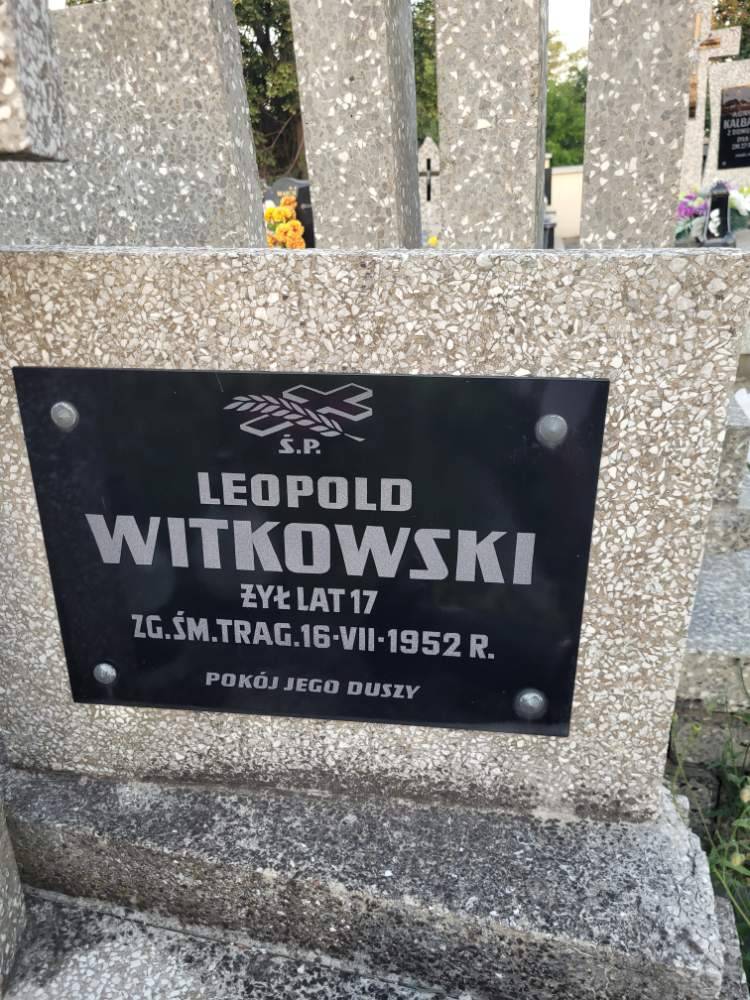 Ś.P.
LEOPOLD
WITKOWSKI
ŻYŁ LAT 17
ZG.ŚM.TRAG.16-VII-1952 R.
POKÓJ JEGO DUSZY